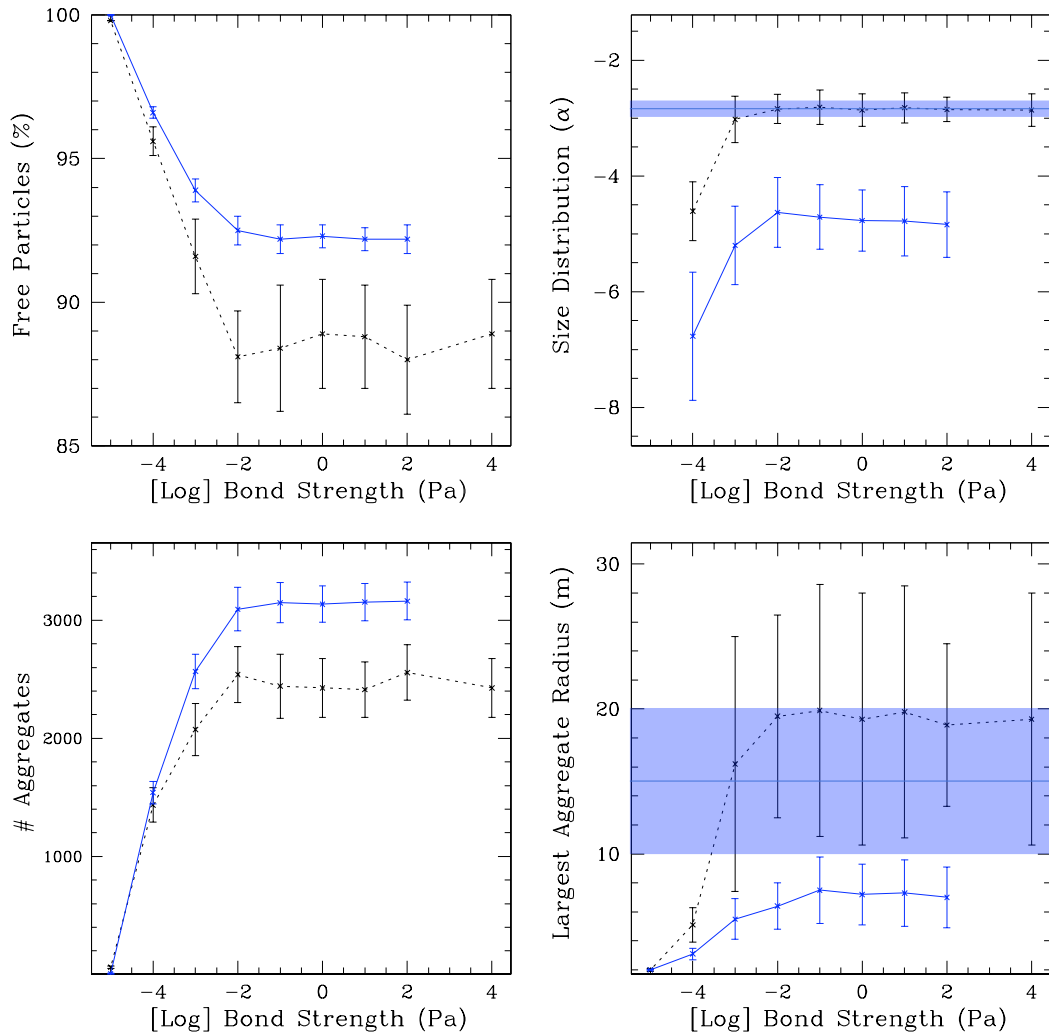 100
95
90
85
Free Particles (%)
−4 −2 0 2 4
[Log] Bond Strength (Pa)
−2
−4
−6
−8
Size Distribution (α)
−4 −2 0 2 4
[Log] Bond Strength (Pa)
3000
2000
1000
# Aggregates
−4 −2 0 2 4
[Log] Bond Strength (Pa)
30
20
10
Largest Aggregate Radius (m)
−4 −2 0 2 4
[Log] Bond Strength (Pa)